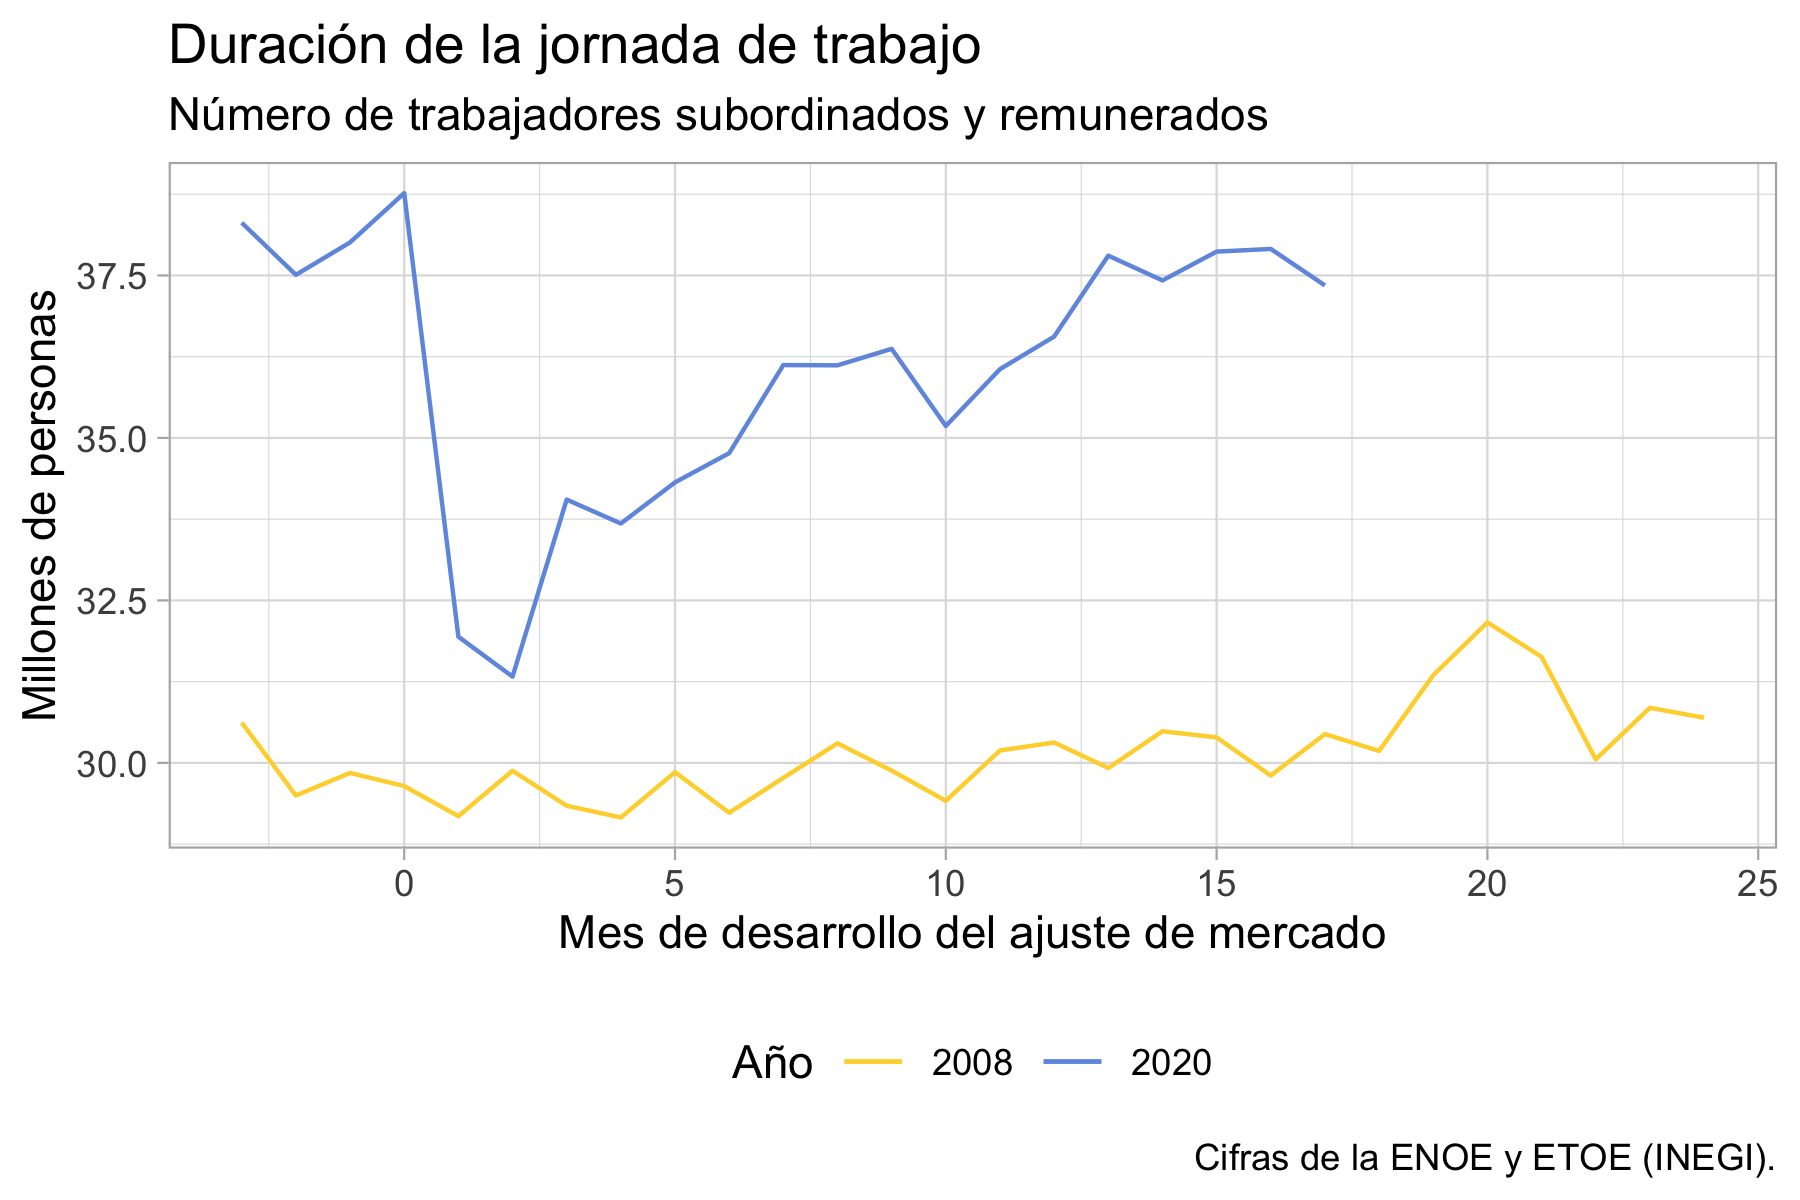 Duración de la jornada de trabajo
Número de trabajadores subordinados y remunerados
Millones de personas
37.5
35.0
32.5
30.0
0 5 10 15 20 25
Mes de desarrollo del ajuste de mercado
Año 2008 2020
Cifras de la ENOE y ETOE (INEGI).